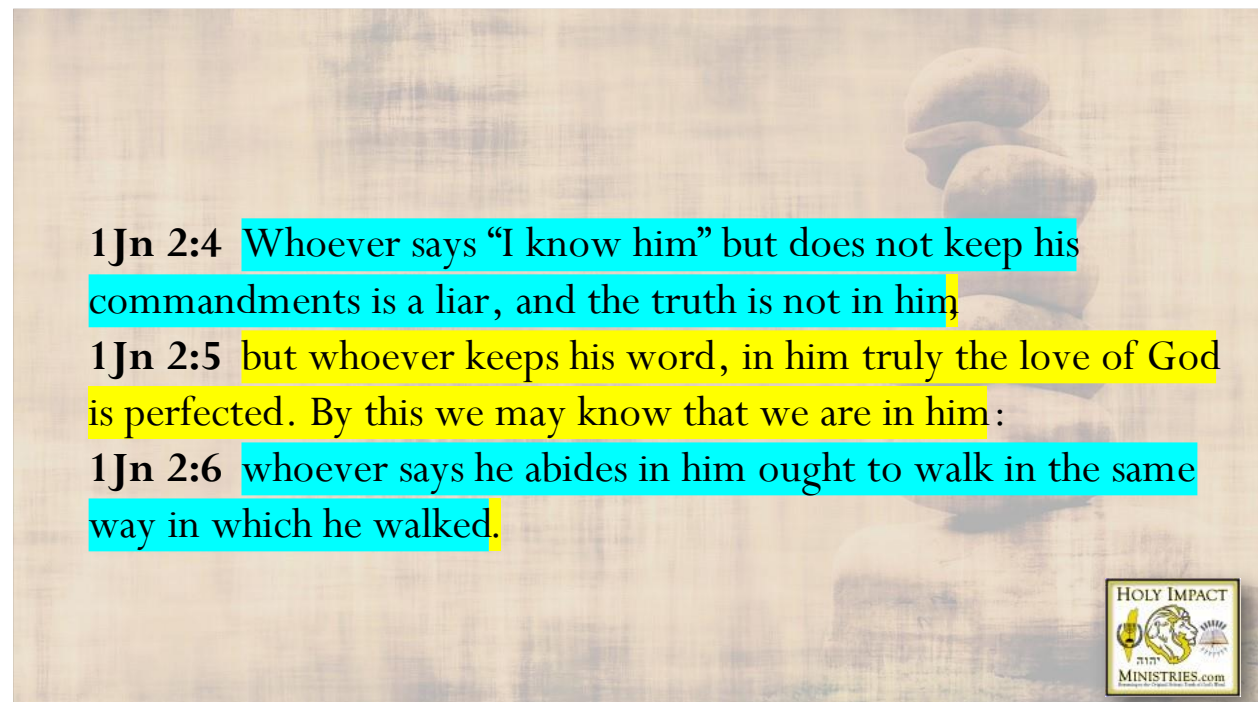 1Jn 2:4 Whoever says “I know him” but does not keep his
commandments is a liar, and the truth is not in him,
1Jn 2:5 but whoever keeps his word, in him truly the love of God
is perfected. By this we may know that we are in him:
1Jn 2:6 whoever says he abides in him ought to walk in the same
way in which he walked.
HOLY IMPACT
יהוה
MINISTRIES.com